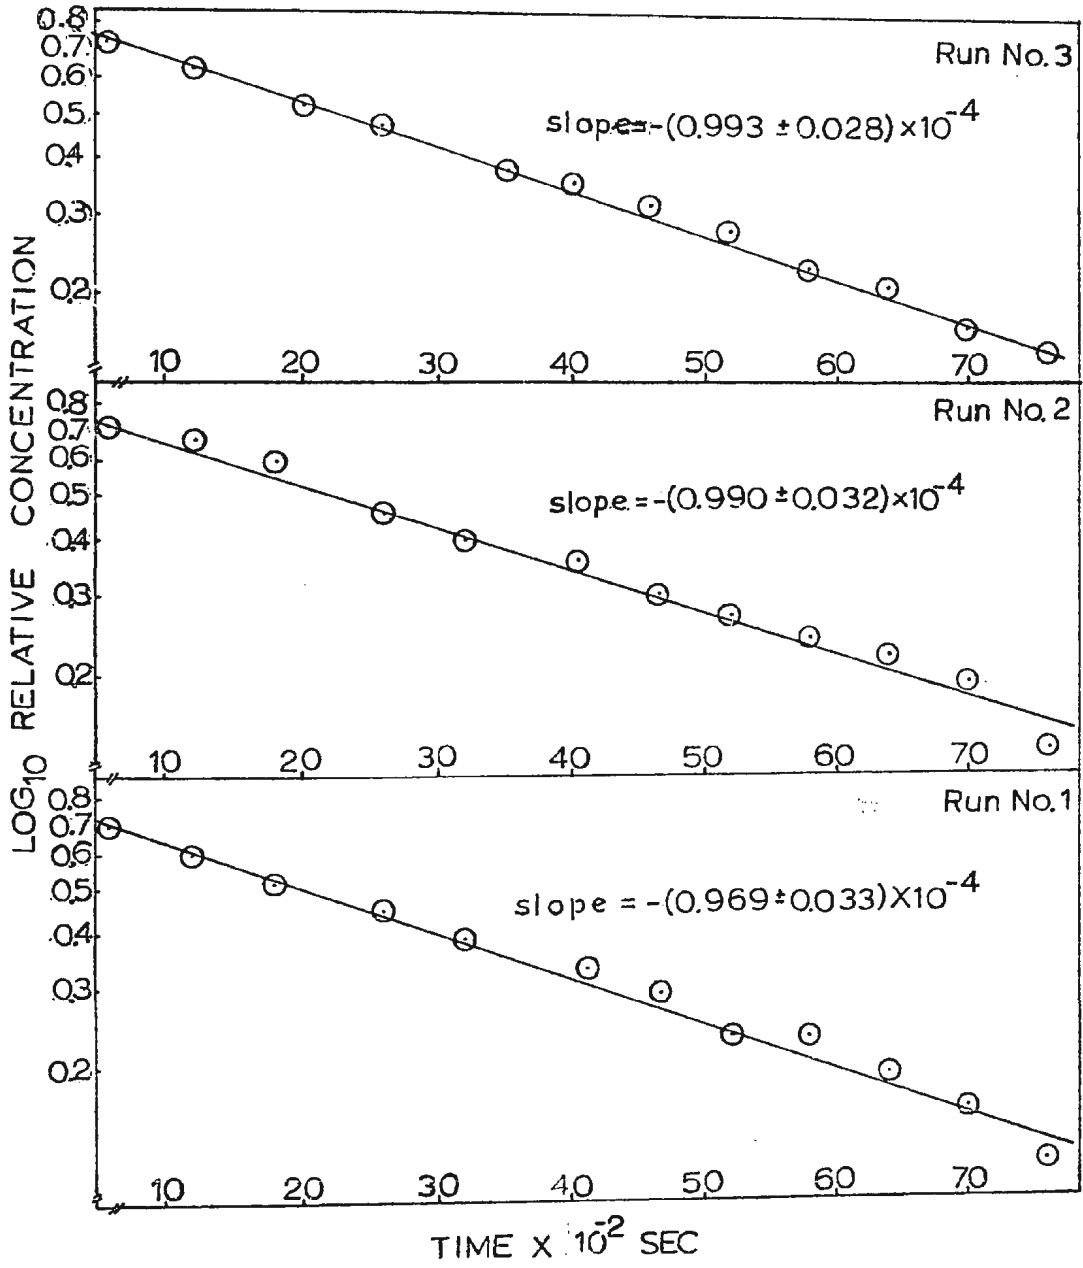 LOG10 RELATIVE CONCENTRATION
Run No. 3
slope=-(0.993 ±0.028)×10-4
0.8
0.7
0.6
0.5
0.4
0.3
0.2
10 20 30 40 50 60 70
Run No. 2
slope=-(0.990 ±0.032)×10-4
0.8
0.7
0.6
0.5
0.4
0.3
0.2
10 20 30 40 50 60 70
Run No. 1
slope = -(0.969±0.033)X10-4
0.8
0.7
0.6
0.5
0.4
0.3
0.2
10 20 30 40 50 60 70
TIME X 10-2 SEC